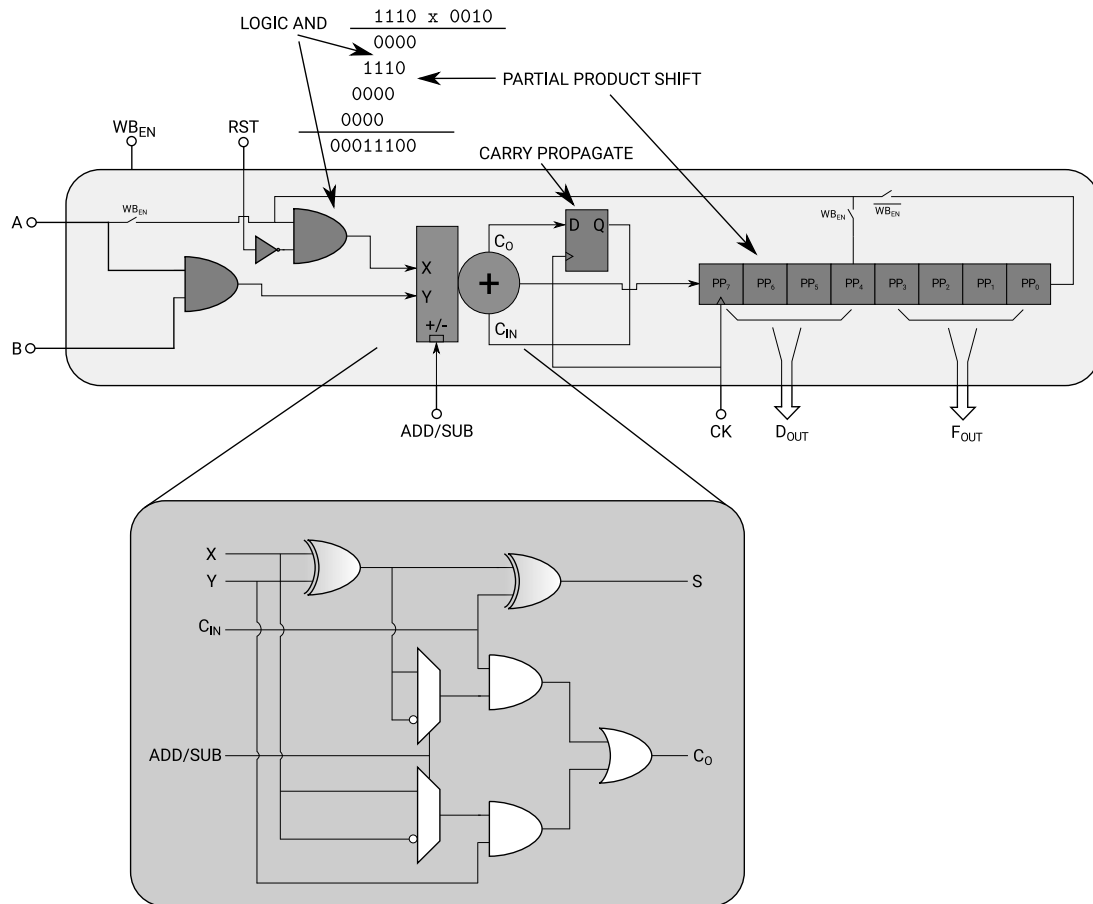 LOGIC AND
1110 x 0010
0000
1110
0000
0000
00011100
PARTIAL PRODUCT SHIFT
CARRY PROPAGATE
WB_EN
RST
A
B
WB_EN
X
Y
+/-
C_O
+
C_IN
D Q
WB_EN
\overline{WB_EN}
PP_7 PP_6 PP_5 PP_4 PP_3 PP_2 PP_1 PP_0
ADD/SUB
CK
D_OUT
F_OUT
X
Y
C_IN
ADD/SUB
S
C_O